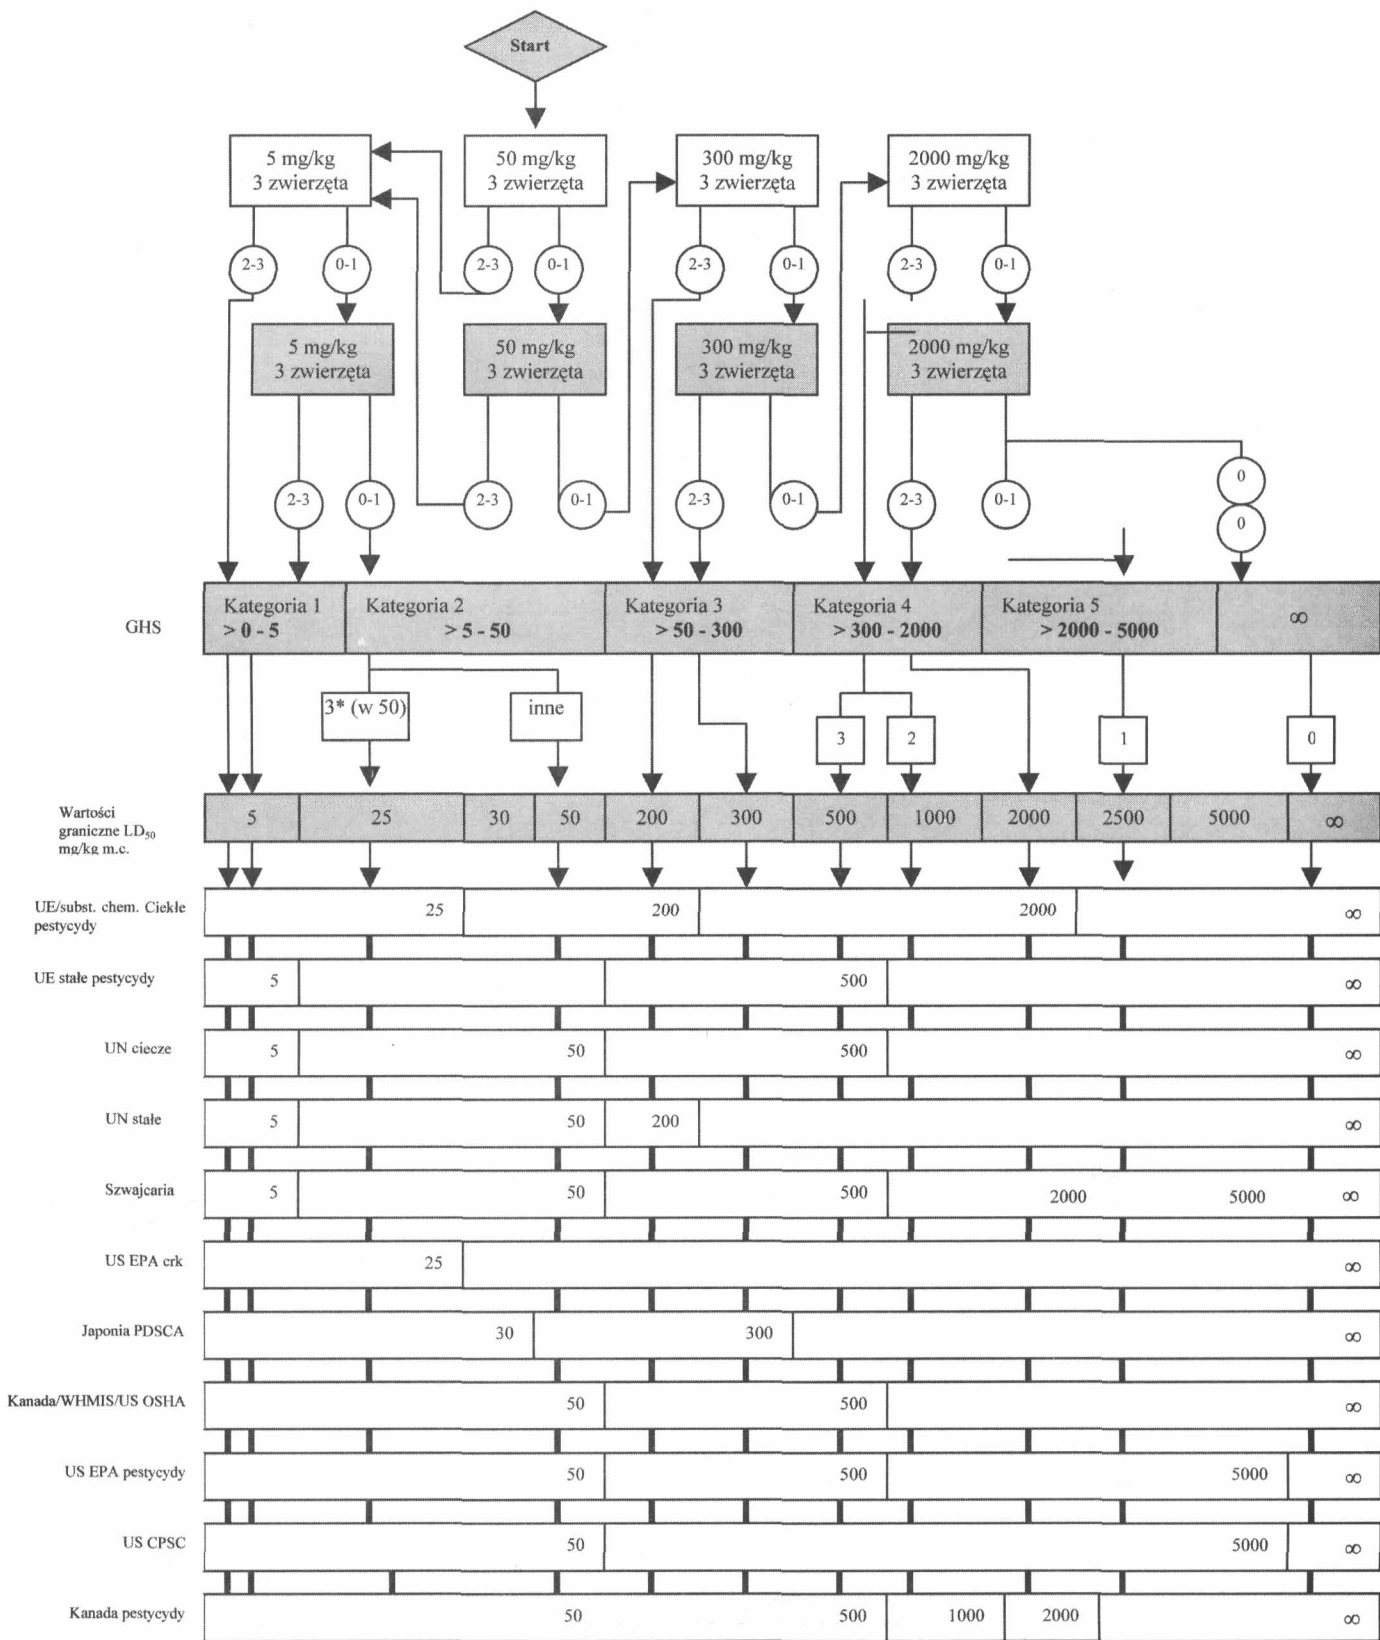 Start
5 mg/kg
3 zwierzęta
50 mg/kg
3 zwierzęta
300 mg/kg
3 zwierzęta
2000 mg/kg
3 zwierzęta
2-3
0-1
2-3
0-1
2-3
0-1
2-3
0-1
5 mg/kg
3 zwierzęta
50 mg/kg
3 zwierzęta
300 mg/kg
3 zwierzęta
2000 mg/kg
3 zwierzęta
2-3
0-1
2-3
0-1
2-3
0-1
2-3
0-1
0
0
GHS
Kategoria 1
> 0 - 5
Kategoria 2
> 5 - 50
Kategoria 3
> 50 - 300
Kategoria 4
> 300 - 2000
Kategoria 5
> 2000 - 5000
∞
3* (w 50)
inne
3
2
1
0
Wartości
graniczne LD50
mg/kg m.c.
5 25 30 50 200 300 500 1000 2000 2500 5000 ∞
UE/subst. chem. Ciekłe
pestycydy
25 200 2000 ∞
UE stałe pestycydy 5 500 ∞
UN ciecze 5 50 500 ∞
UN stałe 5 50 200 ∞
Szwajcaria 5 50 500 2000 5000 ∞
US EPA crk 25 ∞
Japonia PDSCA 30 300 ∞
Kanada/WHMIS/US OSHA 50 500 ∞
US EPA pestycydy 50 500 5000 ∞
US CPSC 50 5000 ∞
Kanada pestycydy 50 500 1000 2000 ∞